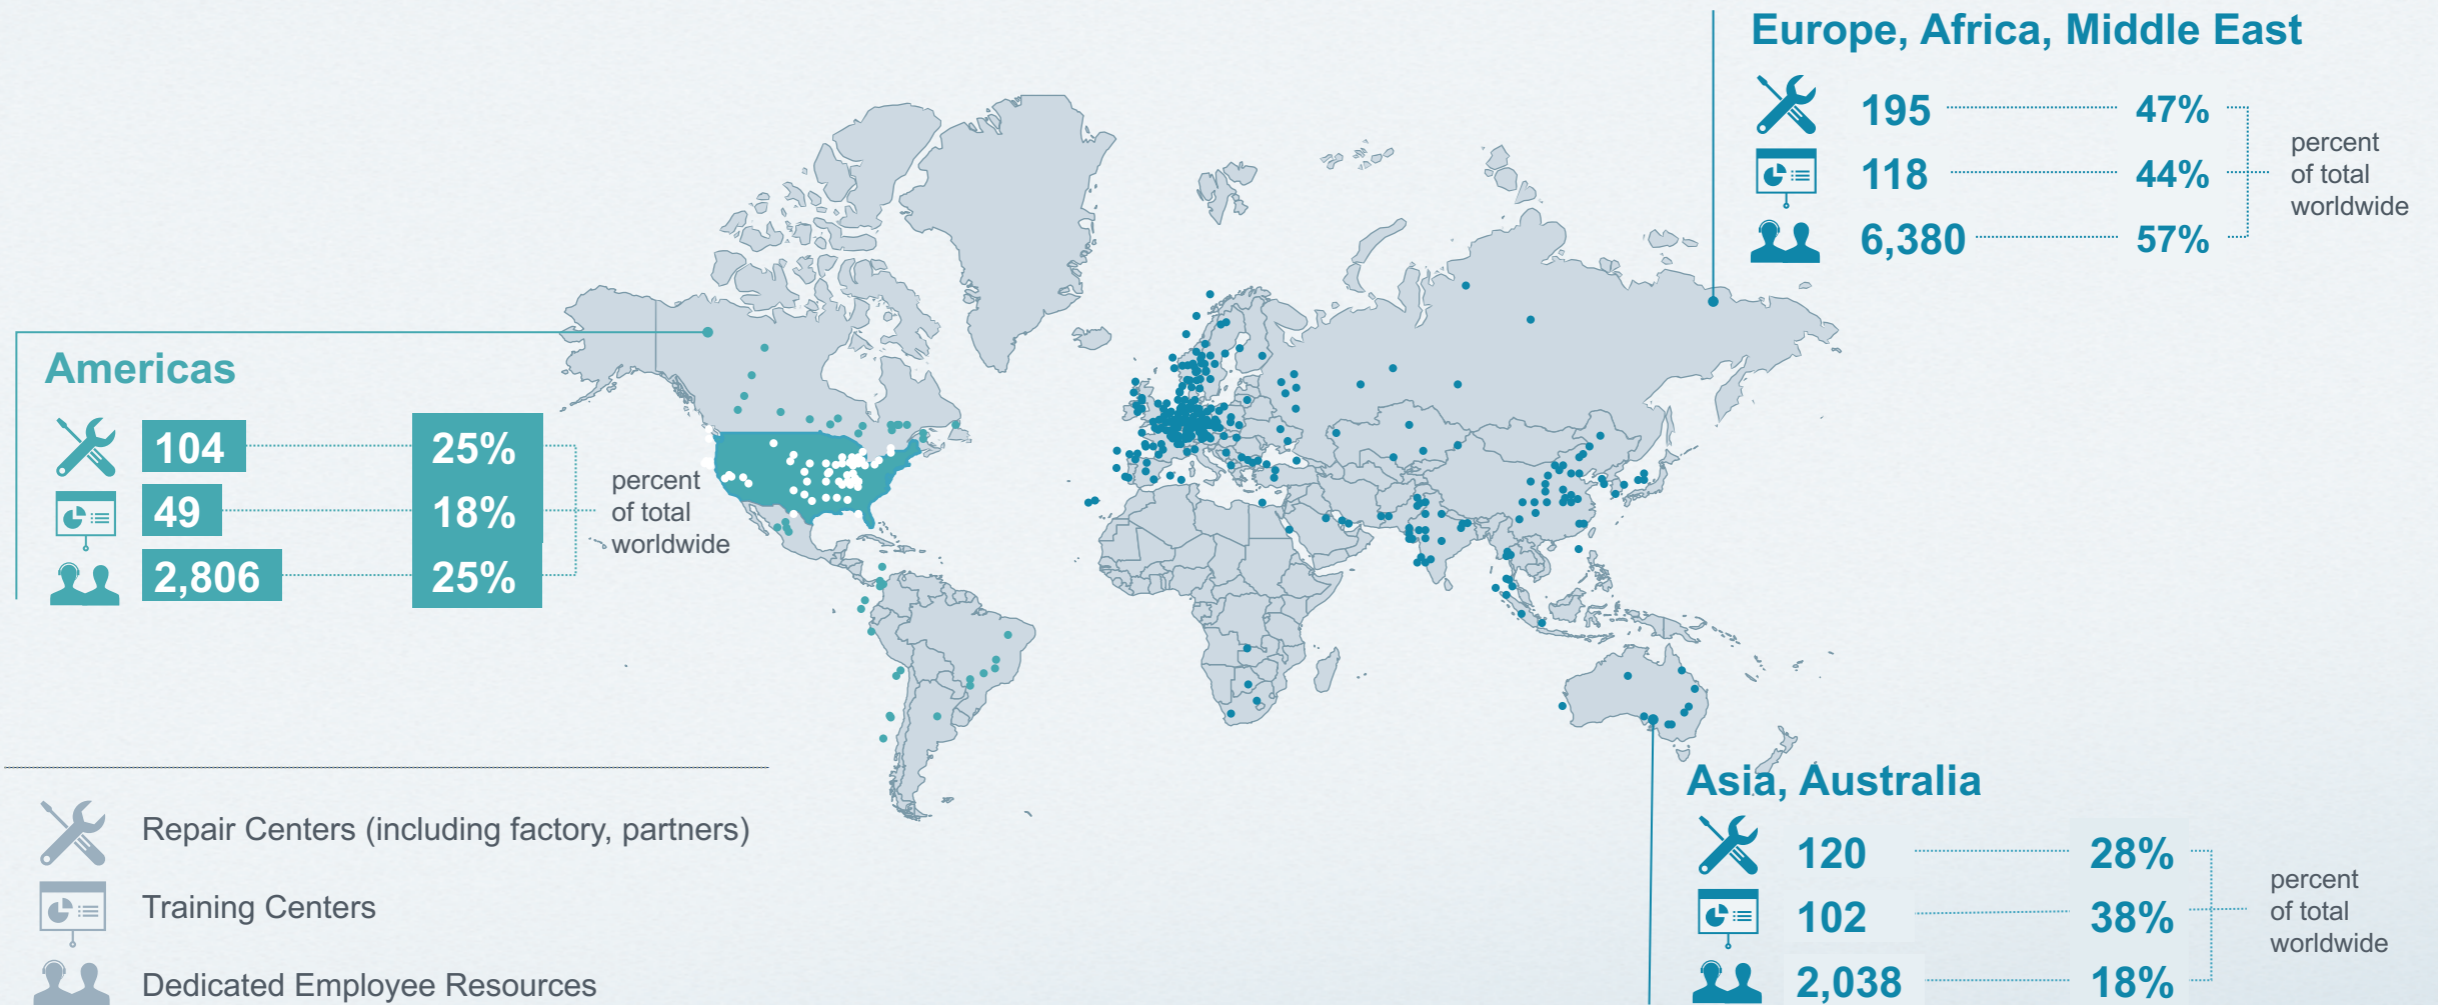 Europe, Africa, Middle East
195 47%
118 44%
6,380 57%
percent
of total
worldwide
Americas
104 25%
49 18%
2,806 25%
percent
of total
worldwide
Repair Centers (including factory, partners)
Training Centers
Dedicated Employee Resources
Asia, Australia
120 28%
102 38%
2,038 18%
percent
of total
worldwide